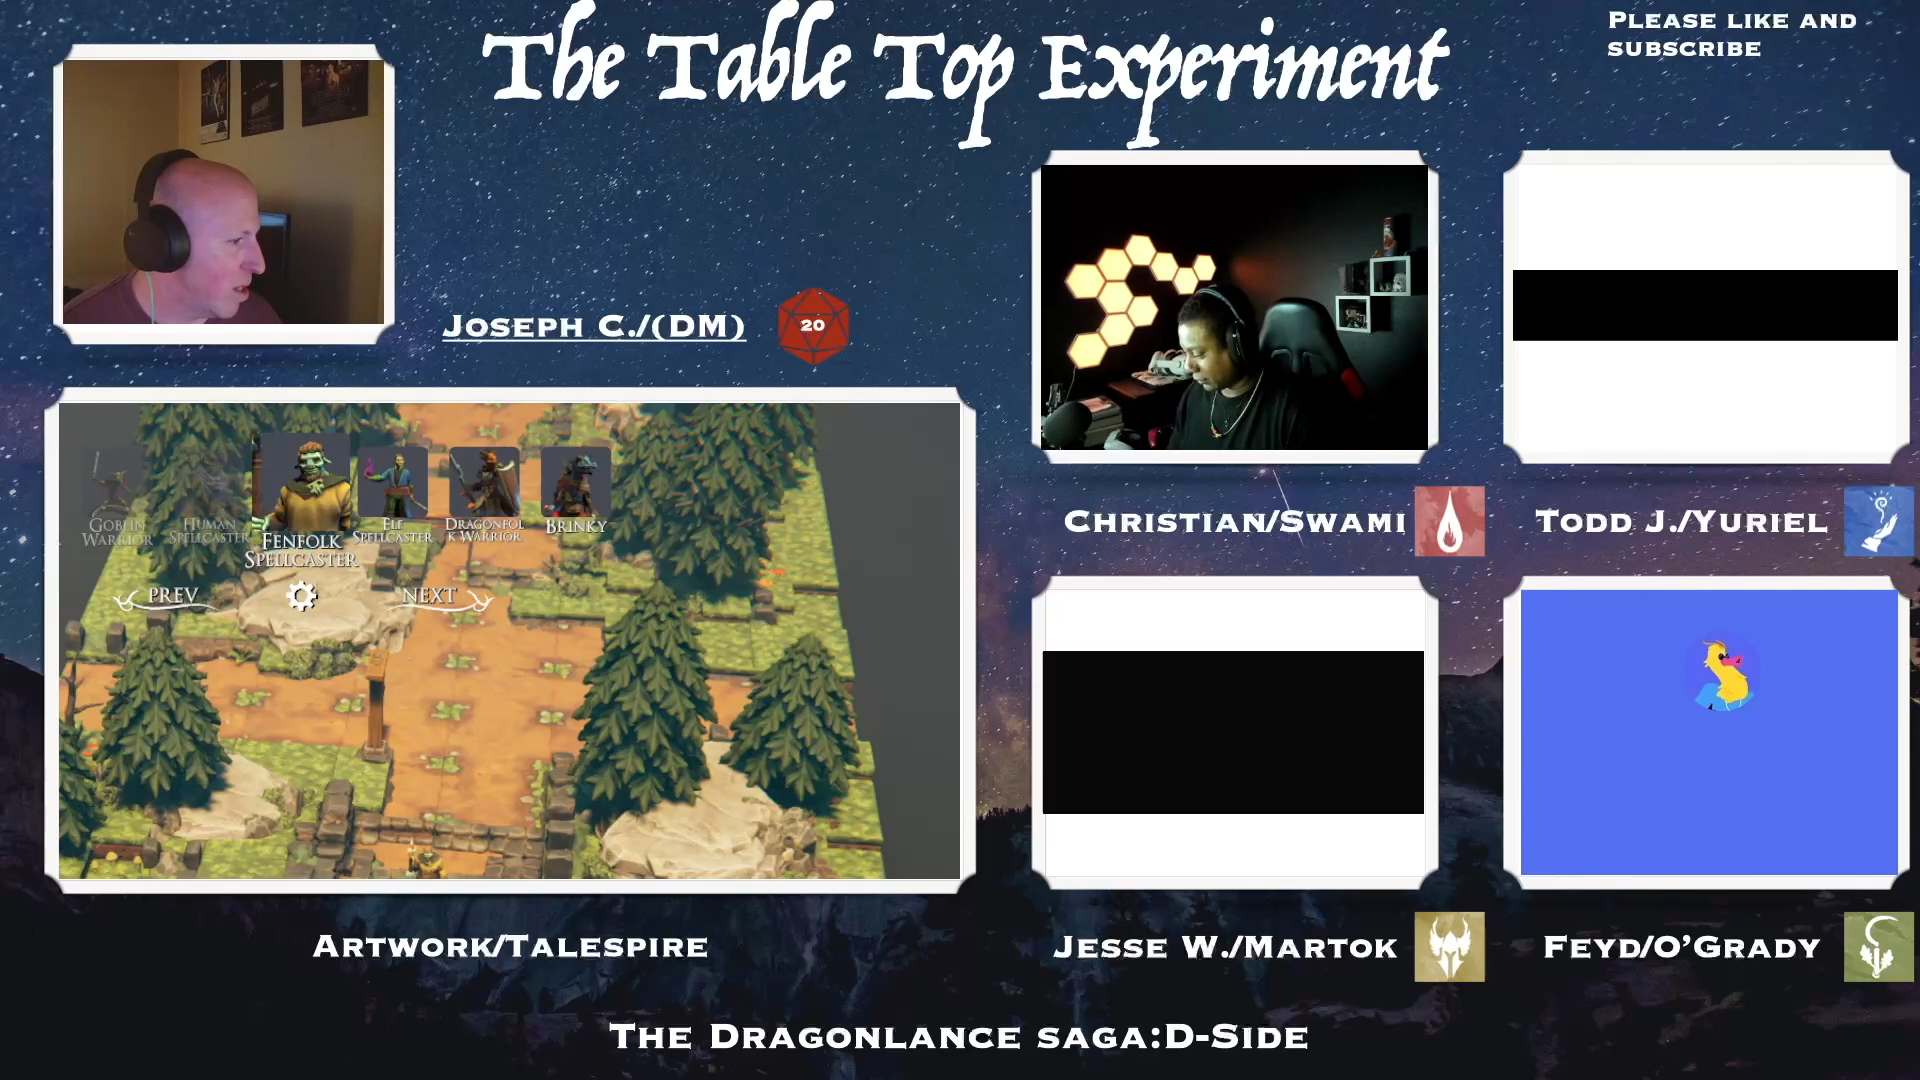 The Table Top Experiment
Please like and
subscribe
Joseph C./(DM)
20
Goblin
Warrior
Human
Spellcaster
Fenfolk
Spellcaster
Elf
Spellcaster
Dragonfol
k Warrior
Brinky
PREV
NEXT
Christian/Swami
Todd J./Yuriel
Artwork/Talespire
Jesse W./Martok
Feyd/O’Grady
The Dragonlance saga:D-Side